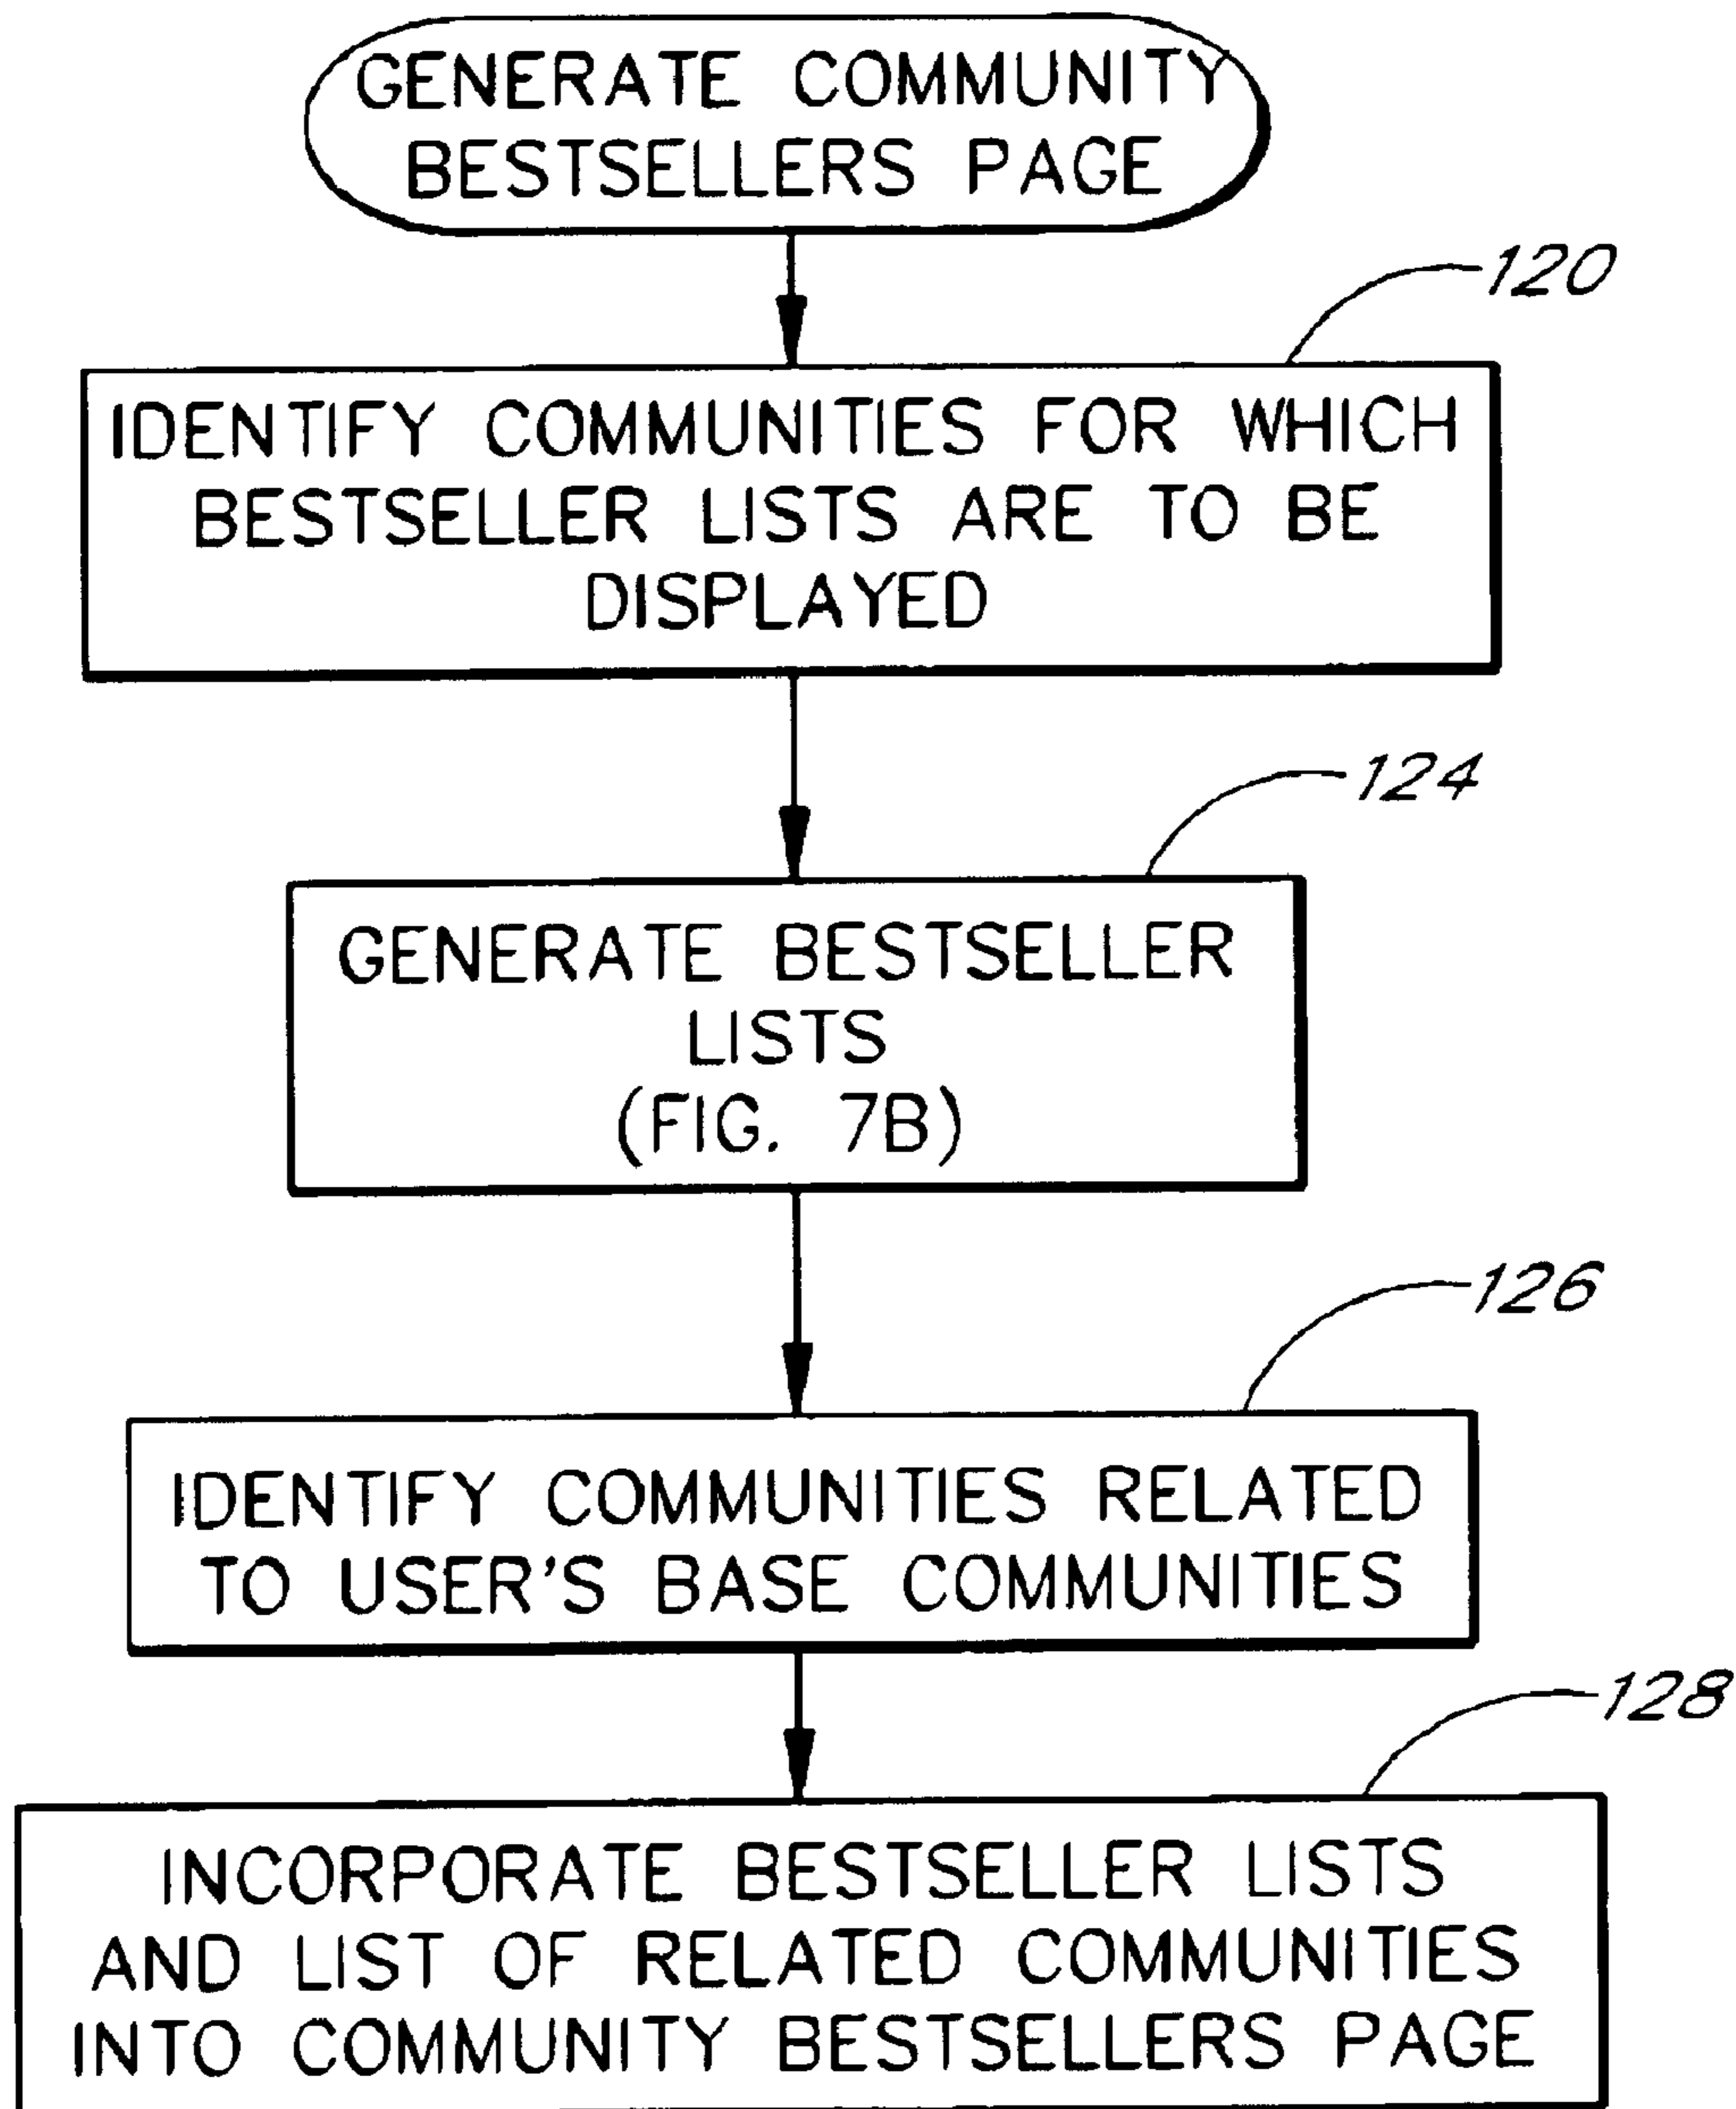 GENERATE COMMUNITY
BESTSELLERS PAGE
120
IDENTIFY COMMUNITIES FOR WHICH
BESTSELLER LISTS ARE TO BE
DISPLAYED
124
GENERATE BESTSELLER
LISTS
(FIG. 7B)
126
IDENTIFY COMMUNITIES RELATED
TO USER'S BASE COMMUNITIES
128
INCORPORATE BESTSELLER LISTS
AND LIST OF RELATED COMMUNITIES
INTO COMMUNITY BESTSELLERS PAGE